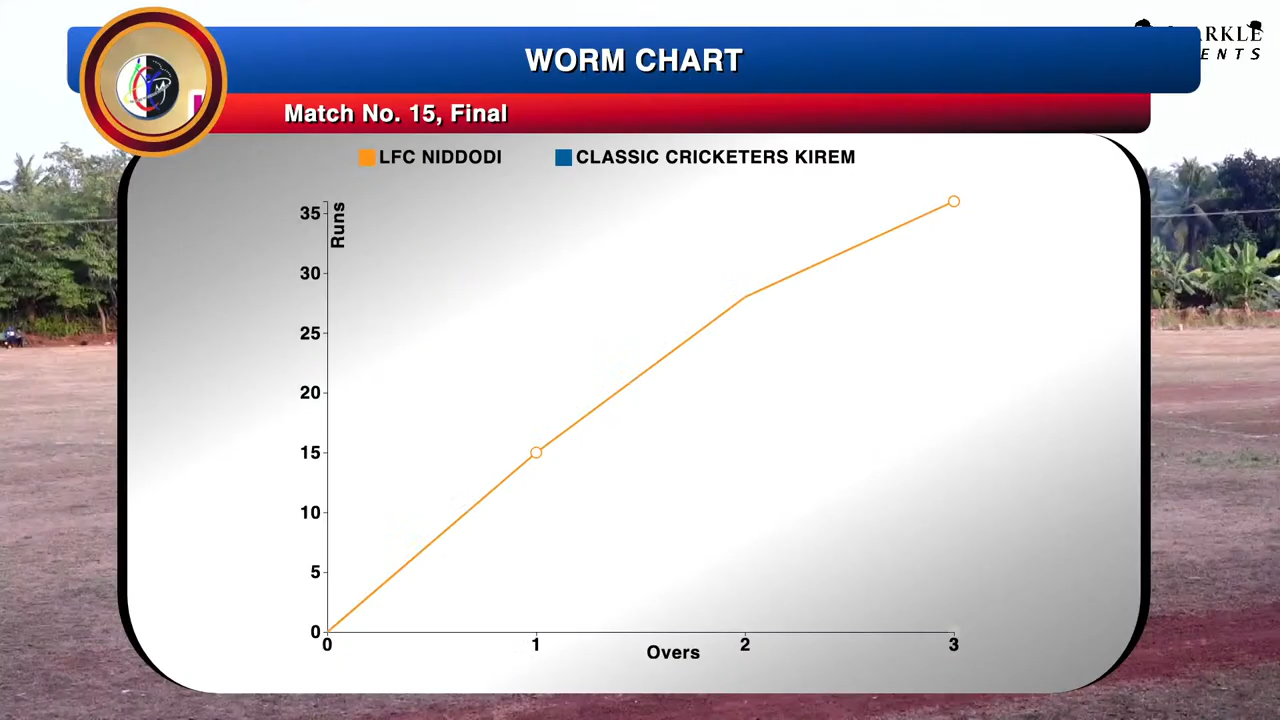 WORM CHART
Match No. 15, Final
LFC NIDDODI
CLASSIC CRICKETERS KIREM
Runs
35
30
25
20
15
10
5
0
0 1 2 3
Overs